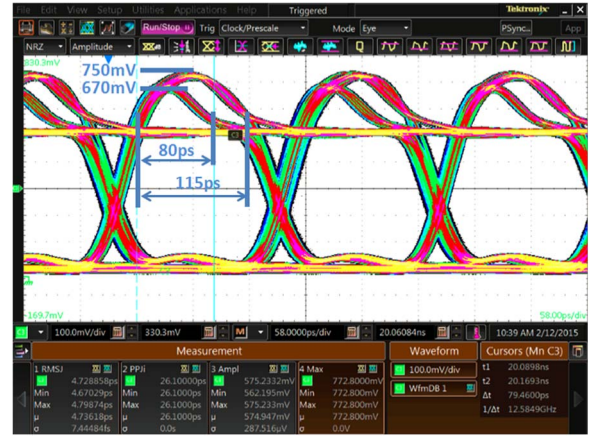 File Edit View Setup Utilities Applications Help Triggered Tektronix
Run/Stop Trig Clock/Prescale Mode Eye PSync... App
NRZ Amplitude
830.3mV
750mV
670mV
C3
80ps
115ps
-169.7mV 58.00ps/div
C3 100.0mV/div 330.3mV M 58.0000ps/div 20.06084ns 10:39 AM 2/12/2015
Measurement Waveform Cursors (Mn C3)
1 RMSJ 2 PPJi 3 Ampl 4 Max 100.0mV/div t1 20.0898ns
4.728858ps 26.10000ps 575.2332mV 772.8000mV WfmDB 1 t2 20.1693ns
Min 4.67029ps Min 26.1000ps Min 562.195mV Min 772.800mV Δt 79.4600ps
Max 4.79874ps Max 26.1000ps Max 575.233mV Max 772.800mV 1/Δt 12.5849GHz
μ 4.73618ps μ 26.1000ps μ 574.947mV μ 772.800mV
σ 7.44484fs σ 0.0s σ 287.516μV σ 0.0V